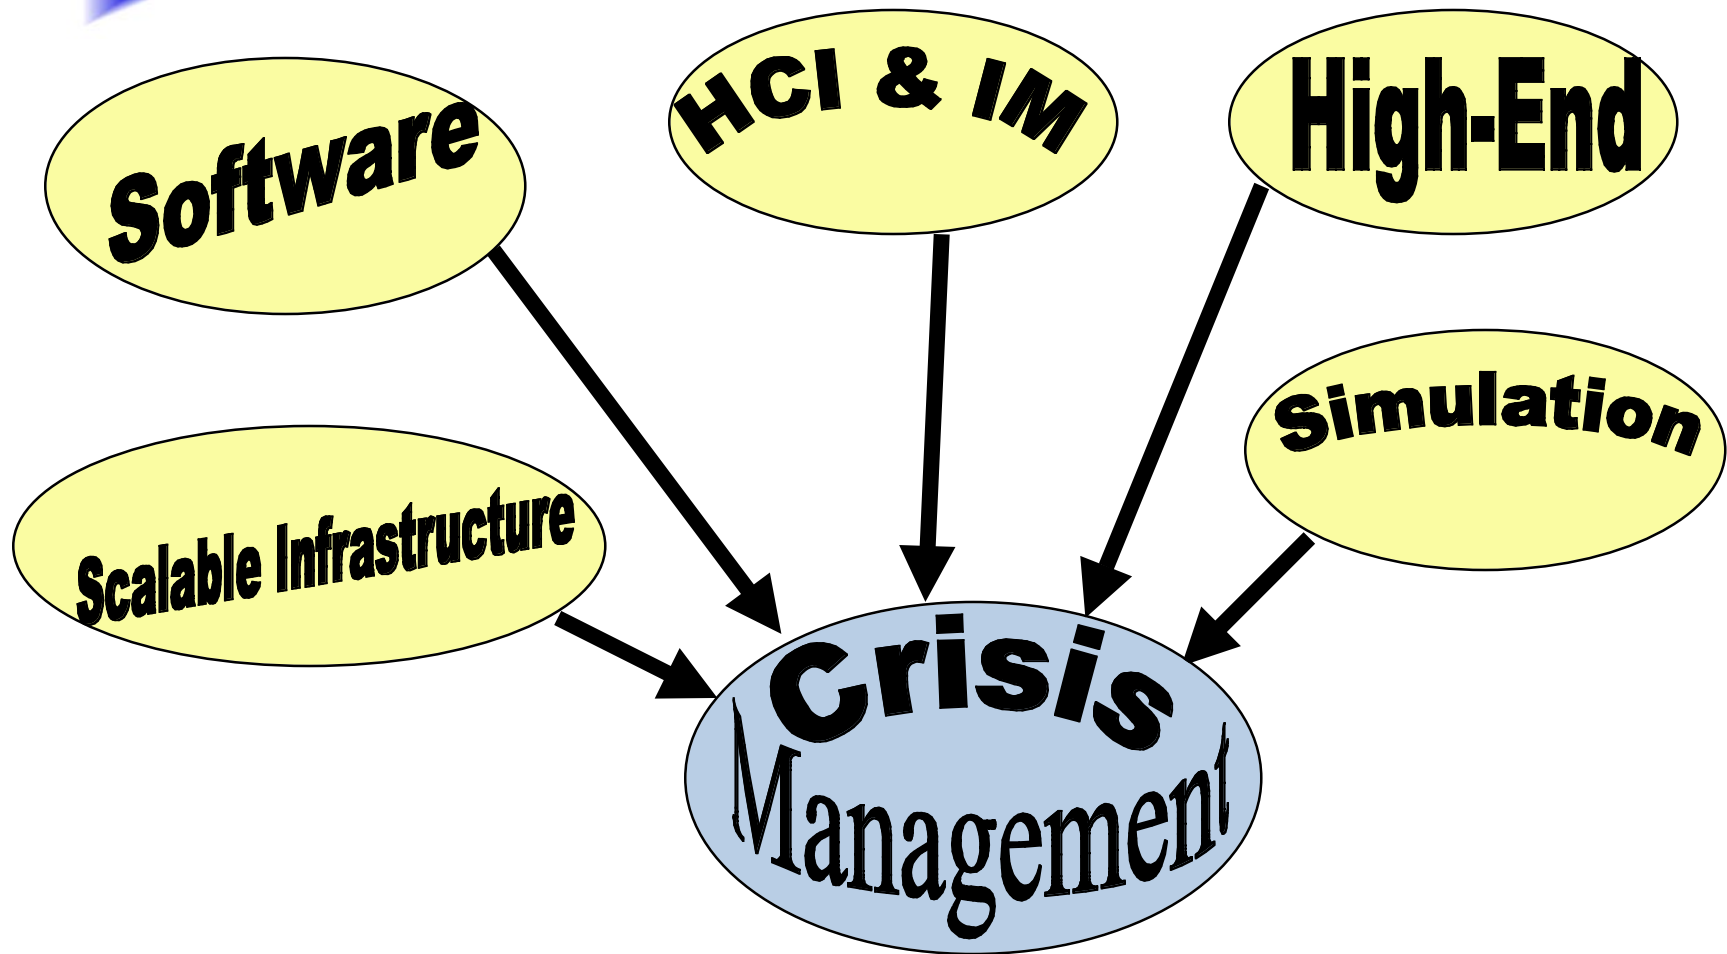 Software
HCI & IM
High-End
Simulation
Scalable Infrastructure
Crisis
Management